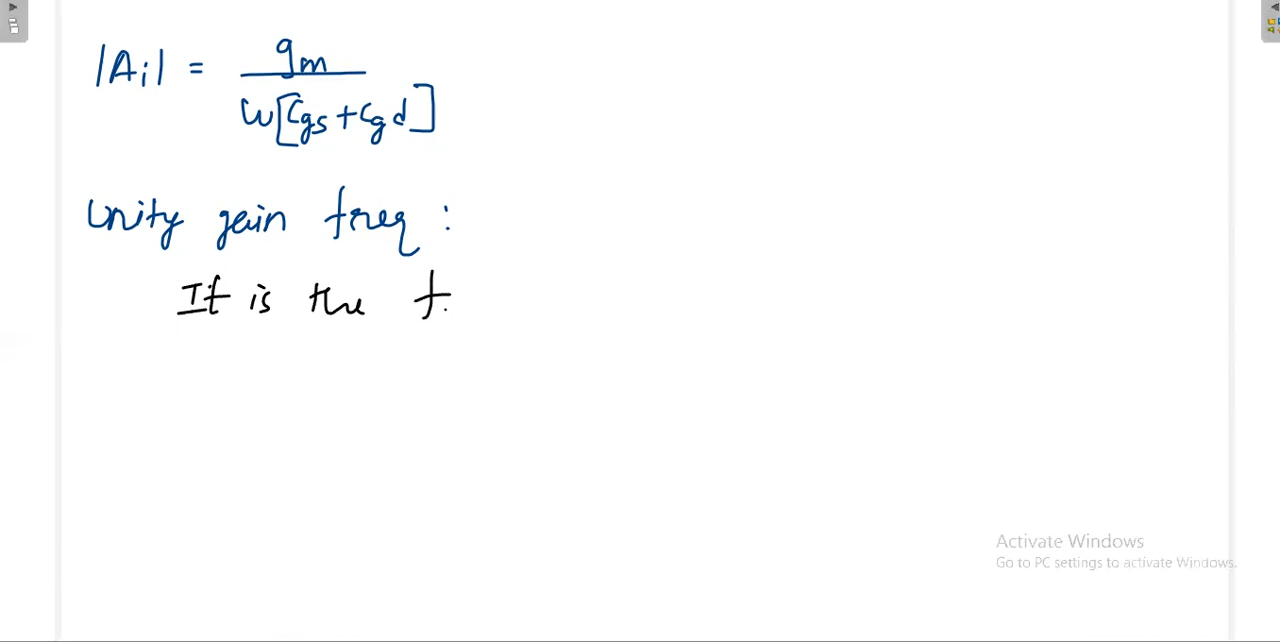 |Ai| = gm / ω[Cgs + Cgd]
Unity gain freq :
It is the f
Activate Windows
Go to PC settings to activate Windows.